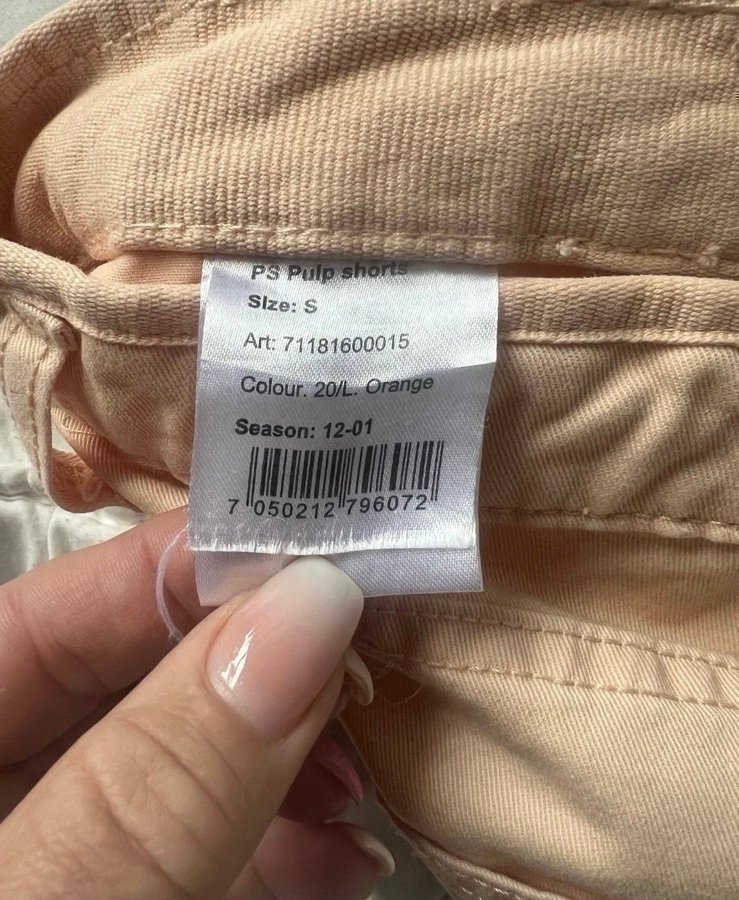 PS Pulp shorts
Size: S
Art: 71181600015
Colour. 20/L. Orange
Season: 12-01
7 050212 796072